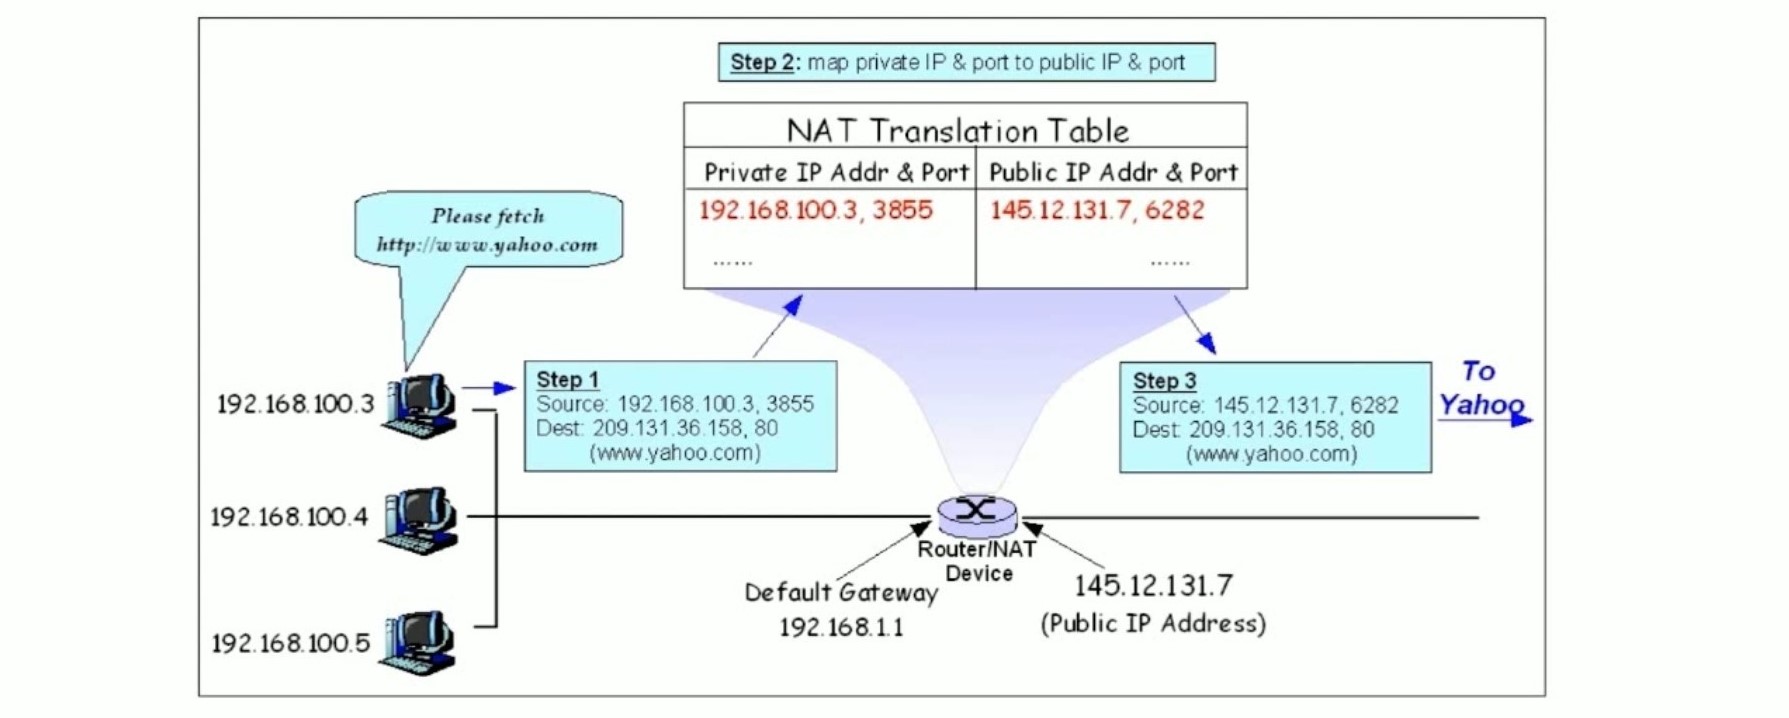 Step 2: map private IP & port to public IP & port
NAT Translation Table
Private IP Addr & Port
Public IP Addr & Port
192.168.100.3, 3855
145.12.131.7, 6282
......
......
Please fetch
http://www.yahoo.com
192.168.100.3
Step 1
Source: 192.168.100.3, 3855
Dest: 209.131.36.158, 80
(www.yahoo.com)
Step 3
Source: 145.12.131.7, 6282
Dest: 209.131.36.158, 80
(www.yahoo.com)
To
Yahoo
192.168.100.4
Router/NAT
Device
Default Gateway
192.168.1.1
145.12.131.7
(Public IP Address)
192.168.100.5